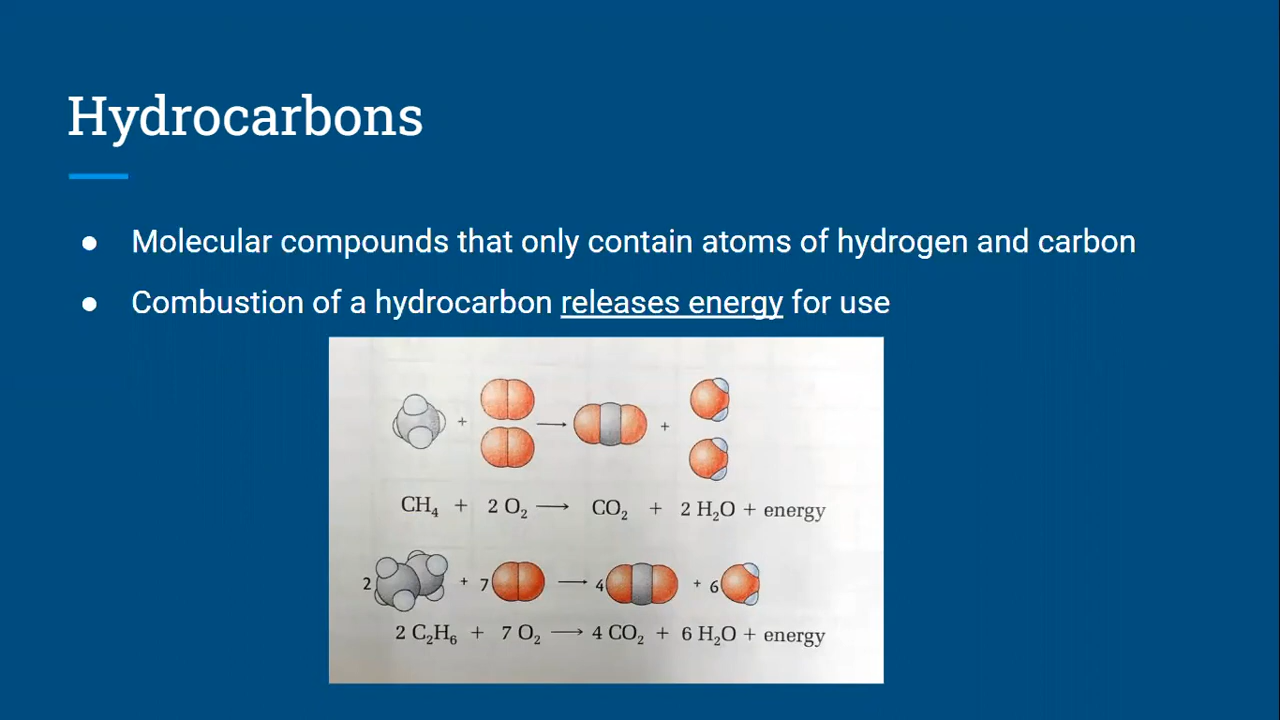 Hydrocarbons
● Molecular compounds that only contain atoms of hydrogen and carbon
● Combustion of a hydrocarbon releases energy for use
+ ⟶ +
CH₄ + 2 O₂ ⟶ CO₂ + 2 H₂O + energy
2 + 7 ⟶ 4 + 6
2 C₂H₆ + 7 O₂ ⟶ 4 CO₂ + 6 H₂O + energy